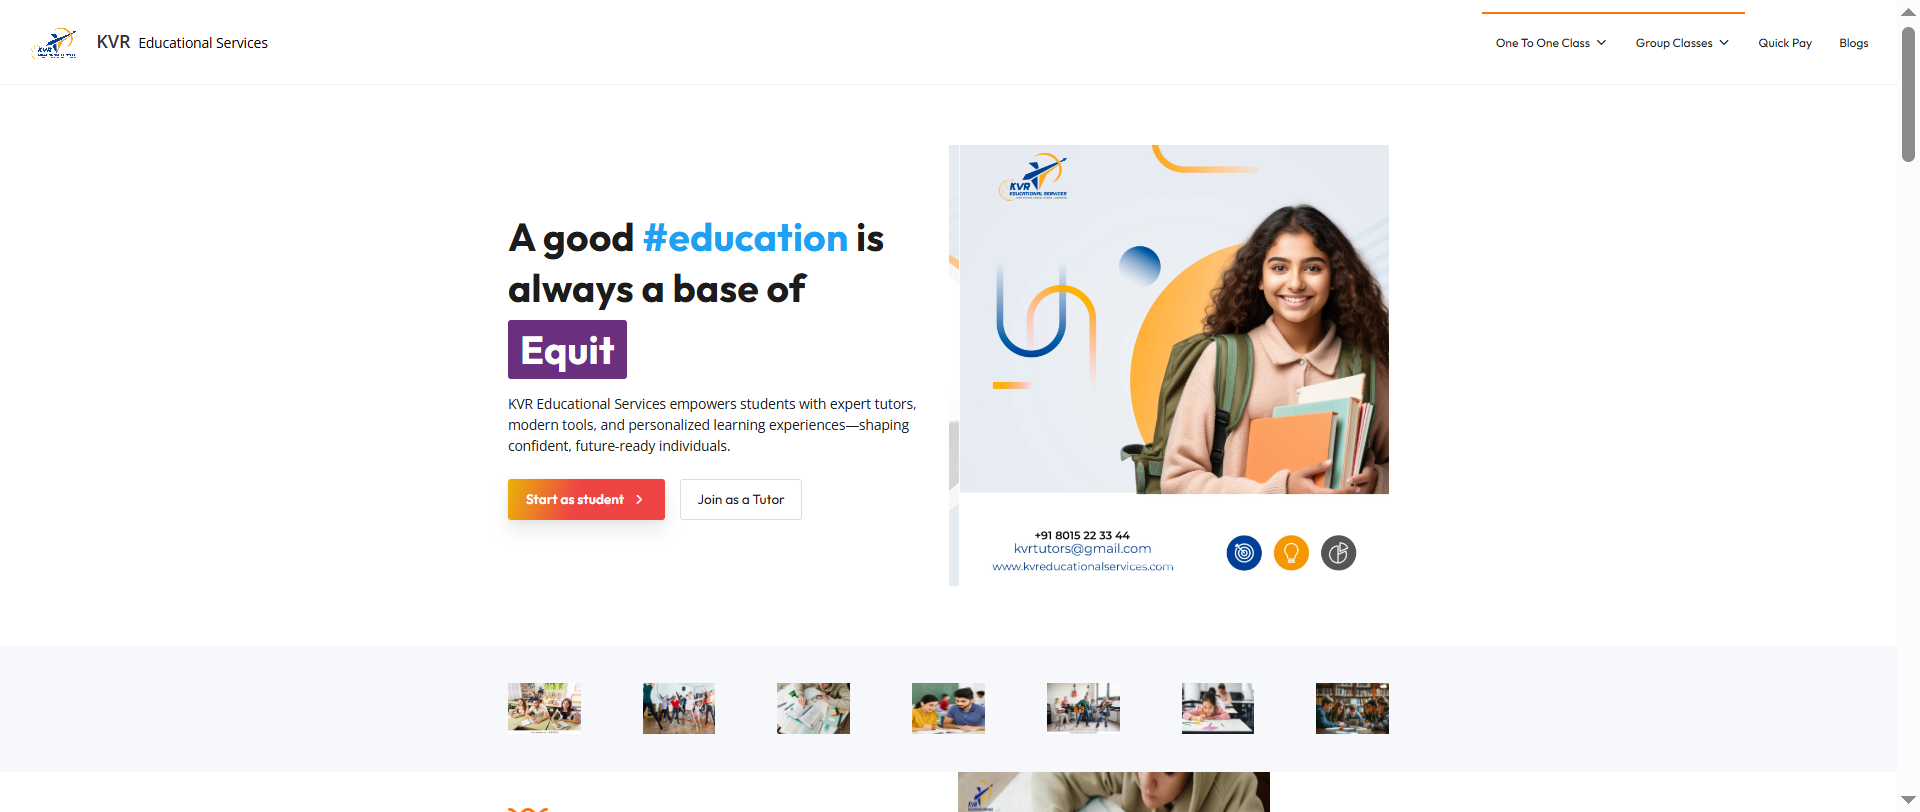 KVR Educational Services
One To One Class
Group Classes
Quick Pay
Blogs
A good #education is
always a base of
Equit
KVR Educational Services empowers students with expert tutors,
modern tools, and personalized learning experiences—shaping
confident, future-ready individuals.
Start as student
Join as a Tutor
KVR
EDUCATIONAL SERVICES
+91 8015 22 33 44
kvrtutors@gmail.com
www.kvreducationalservices.com